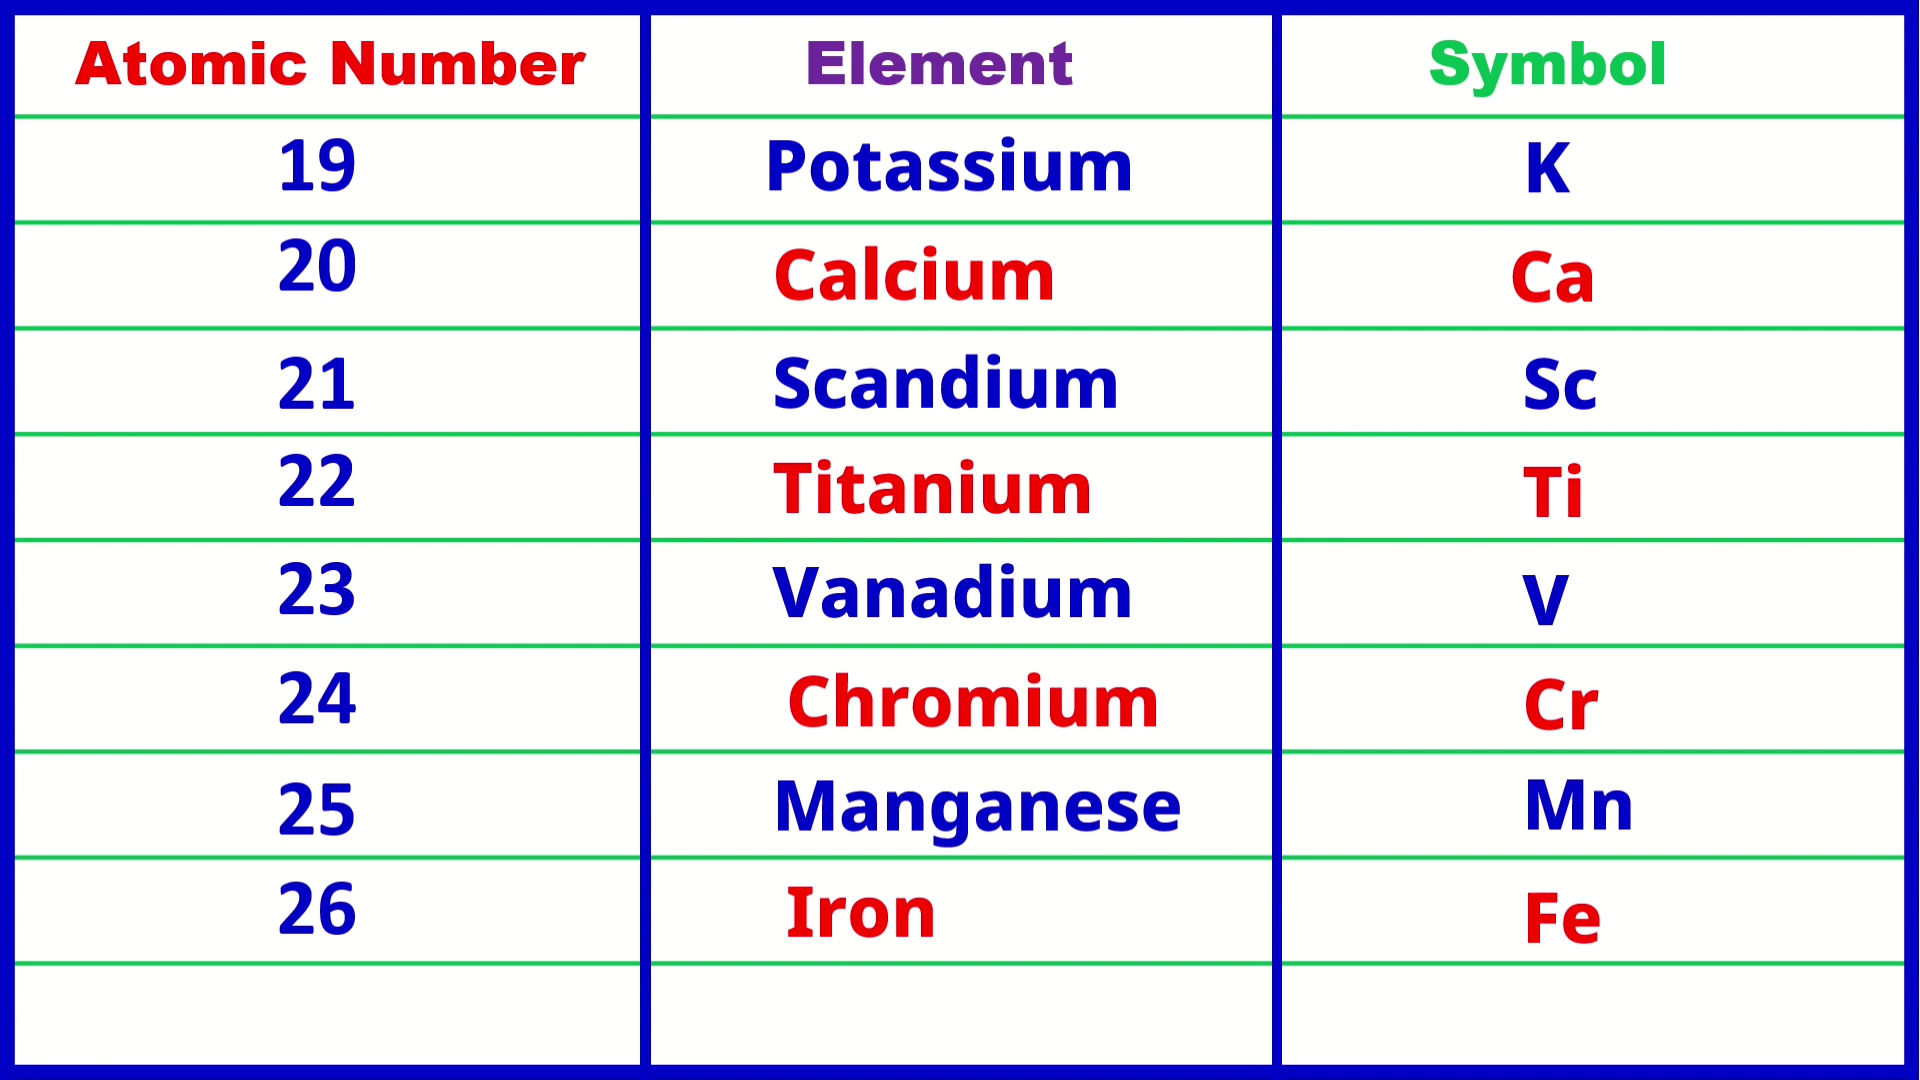 Atomic Number Element Symbol
19 Potassium K
20 Calcium Ca
21 Scandium Sc
22 Titanium Ti
23 Vanadium V
24 Chromium Cr
25 Manganese Mn
26 Iron Fe